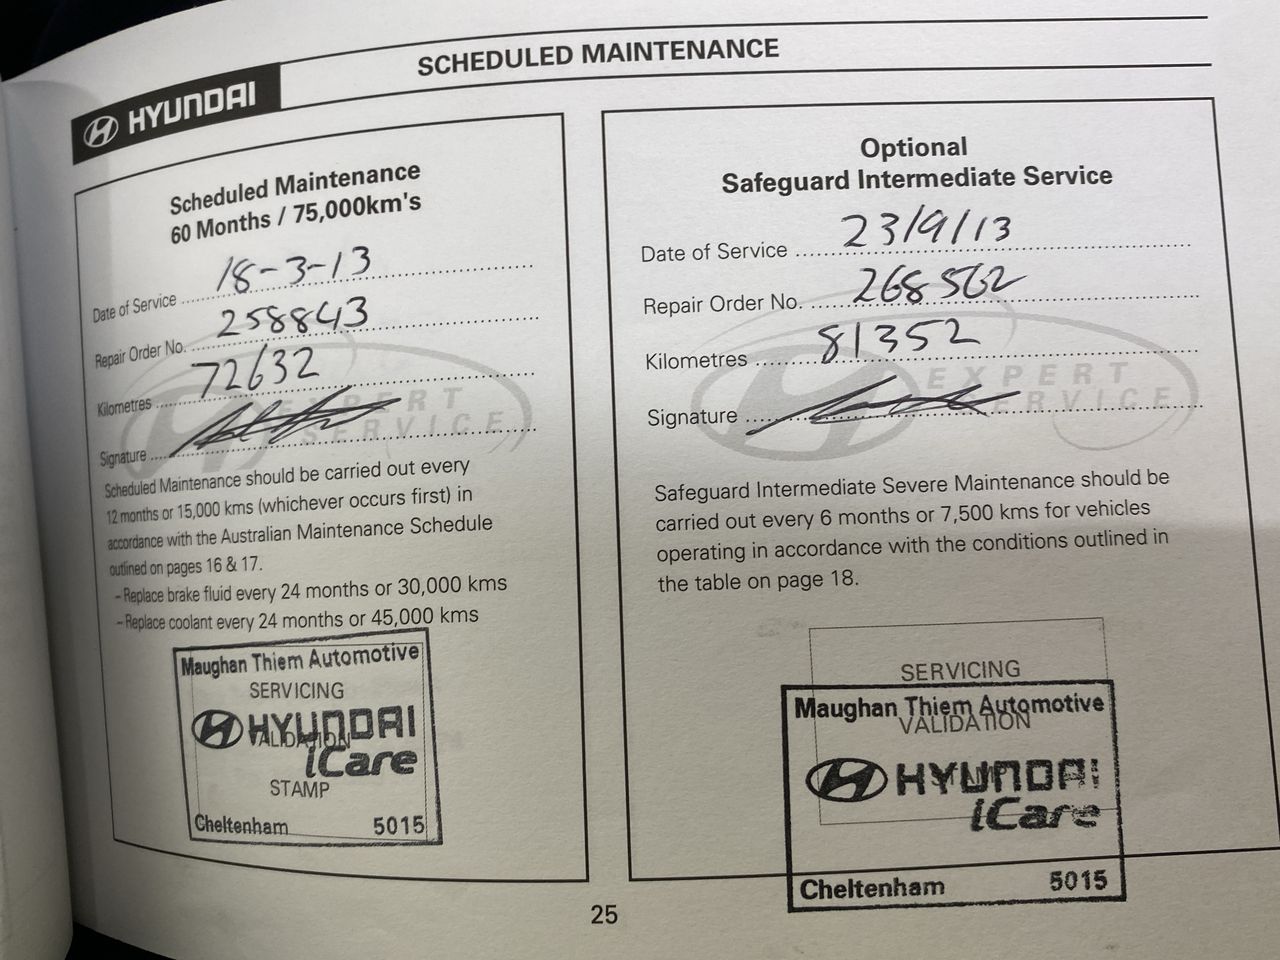 HYUNDAI
SCHEDULED MAINTENANCE
Scheduled Maintenance
60 Months / 75,000km's
Date of Service 18-3-13
Repair Order No. 258843
Kilometres 72632
Signature
EXPERT
SERVICE
Scheduled Maintenance should be carried out every
12 months or 15,000 kms (whichever occurs first) in
accordance with the Australian Maintenance Schedule
outlined on pages 16 & 17.
– Replace brake fluid every 24 months or 30,000 kms
– Replace coolant every 24 months or 45,000 kms
Maughan Thiem Automotive
SERVICING
HYUNDAI
VALIDATION
iCare
STAMP
Cheltenham 5015
Optional
Safeguard Intermediate Service
Date of Service 23/9/13
Repair Order No. 268562
Kilometres 81352
EXPERT
Signature
SERVICE
Safeguard Intermediate Severe Maintenance should be
carried out every 6 months or 7,500 kms for vehicles
operating in accordance with the conditions outlined in
the table on page 18.
SERVICING
Maughan Thiem Automotive
VALIDATION
HYUNDAI
iCare
Cheltenham 5015
25